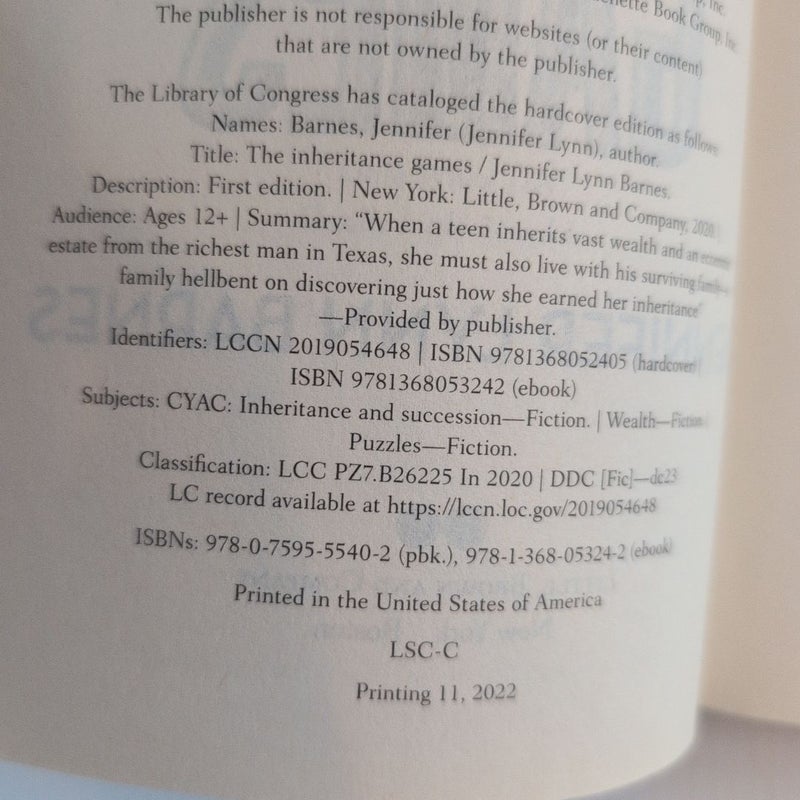 Book Group, Inc.
The publisher is not responsible for websites (or their content)
that are not owned by the publisher.
The Library of Congress has cataloged the hardcover edition as follows
Names: Barnes, Jennifer (Jennifer Lynn), author.
Title: The inheritance games / Jennifer Lynn Barnes.
Description: First edition. | New York: Little, Brown and Company, 2020
Audience: Ages 12+ | Summary: “When a teen inherits vast wealth and an
estate from the richest man in Texas, she must also live with his surviving family—
family hellbent on discovering just how she earned her inheritance”
—Provided by publisher.
Identifiers: LCCN 2019054648 | ISBN 9781368052405 (hardcover)
ISBN 9781368053242 (ebook)
Subjects: CYAC: Inheritance and succession—Fiction. | Wealth—Fiction
Puzzles—Fiction.
Classification: LCC PZ7.B26225 In 2020 | DDC [Fic]—dc23
LC record available at https://lccn.loc.gov/2019054648
ISBNs: 978-0-7595-5540-2 (pbk.), 978-1-368-05324-2 (ebook)
Printed in the United States of America
LSC-C
Printing 11, 2022